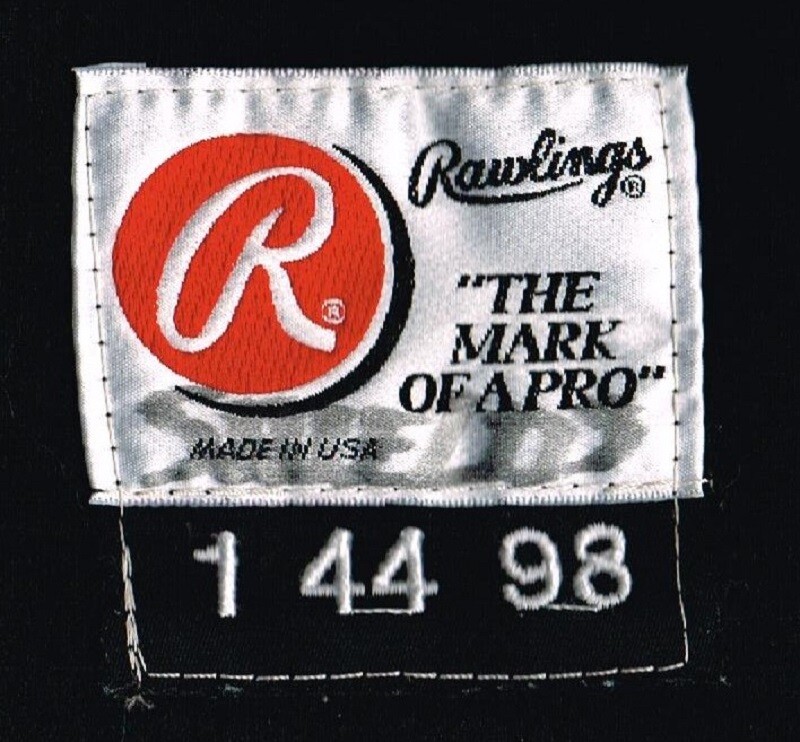 R®
Rawlings®
"THE
MARK
OF A PRO"
MADE IN USA
1 44 98